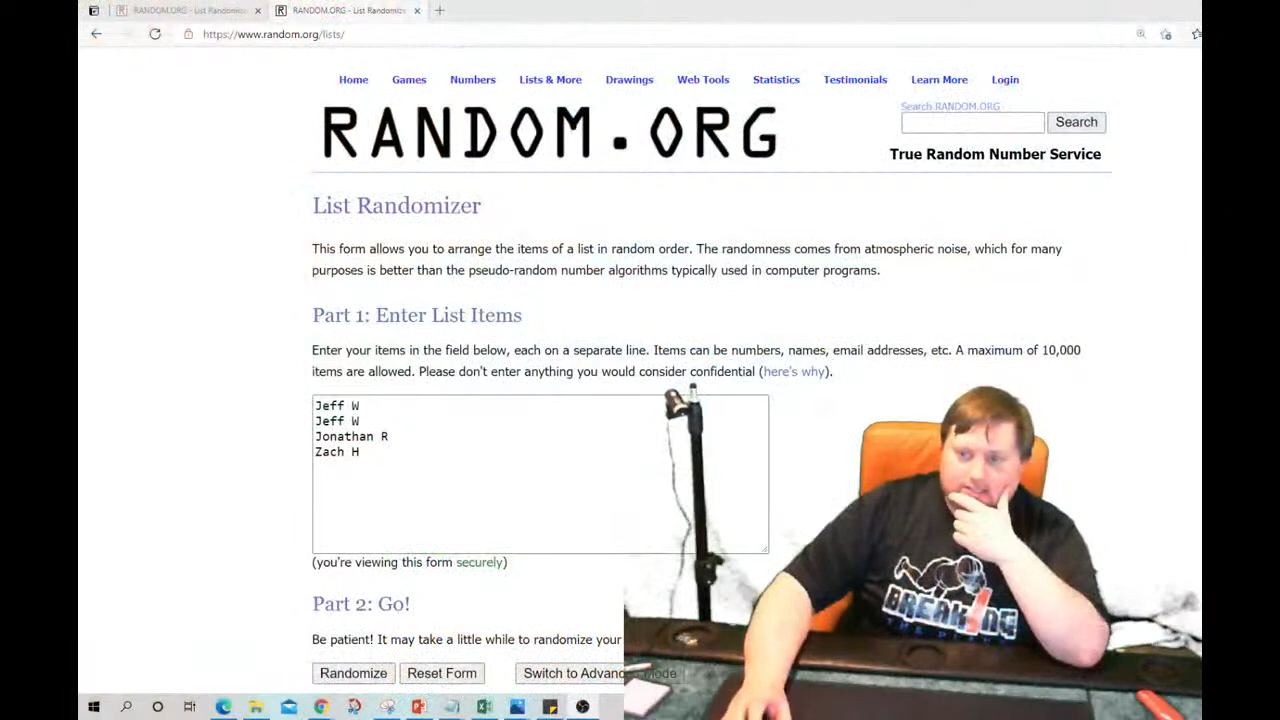 RANDOM.ORG - List Randomize
RANDOM.ORG - List Randomize
https://www.random.org/lists/
Home Games Numbers Lists & More Drawings Web Tools Statistics Testimonials Learn More Login
RANDOM.ORG
Search RANDOM.ORG
Search
True Random Number Service
List Randomizer
This form allows you to arrange the items of a list in random order. The randomness comes from atmospheric noise, which for many
purposes is better than the pseudo-random number algorithms typically used in computer programs.
Part 1: Enter List Items
Enter your items in the field below, each on a separate line. Items can be numbers, names, email addresses, etc. A maximum of 10,000
items are allowed. Please don't enter anything you would consider confidential (here's why).
Jeff W
Jeff W
Jonathan R
Zach H
(you're viewing this form securely)
Part 2: Go!
Be patient! It may take a little while to randomize your
Randomize Reset Form Switch to Advanced Mode
BREAKING